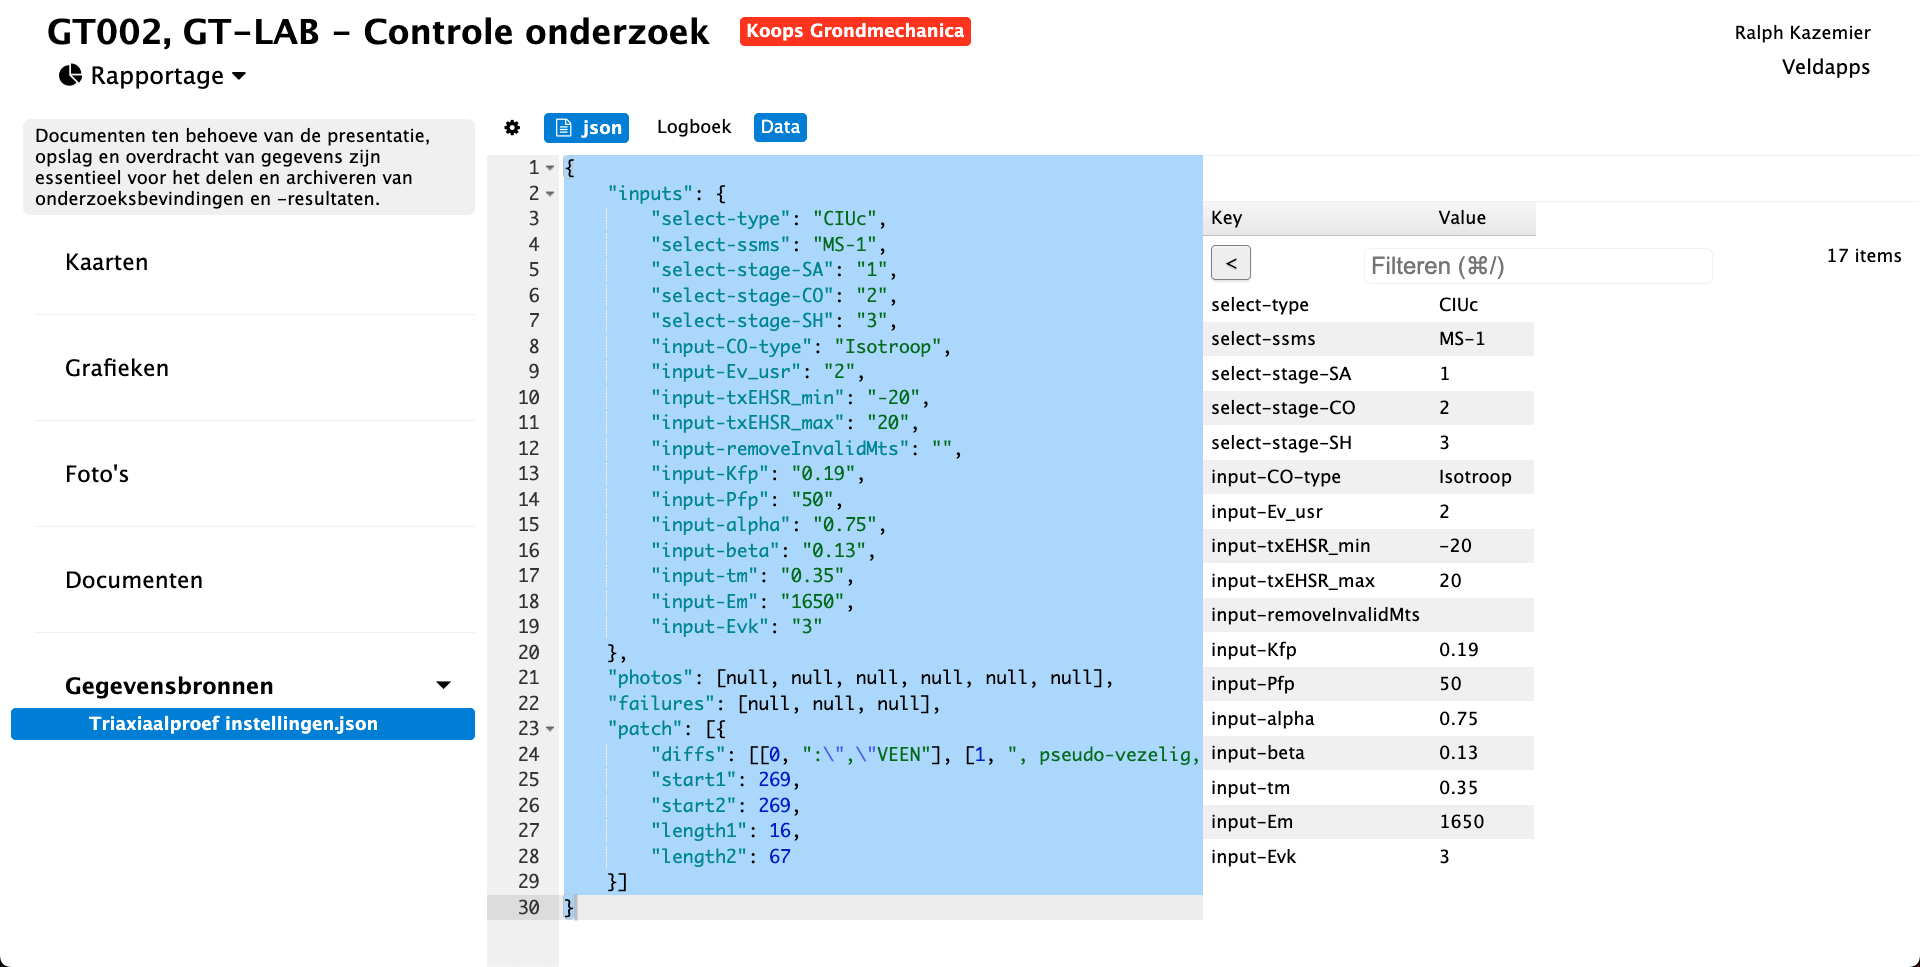 GT002, GT-LAB - Controle onderzoek
Koops Grondmechanica
Ralph Kazemier
Rapportage
Veldapps
Documenten ten behoeve van de presentatie,
opslag en overdracht van gegevens zijn
essentieel voor het delen en archiveren van
onderzoeksbevindingen en -resultaten.
Kaarten
Grafieken
Foto's
Documenten
Gegevensbronnen
Triaxiaalproef instellingen.json
json
Logboek
Data
1 {
2 "inputs": {
3 "select-type": "CIUc",
4 "select-ssms": "MS-1",
5 "select-stage-SA": "1",
6 "select-stage-CO": "2",
7 "select-stage-SH": "3",
8 "input-CO-type": "Isotroop",
9 "input-Ev_usr": "2",
10 "input-txEHSR_min": "-20",
11 "input-txEHSR_max": "20",
12 "input-removeInvalidMts": "",
13 "input-Kfp": "0.19",
14 "input-Pfp": "50",
15 "input-alpha": "0.75",
16 "input-beta": "0.13",
17 "input-tm": "0.35",
18 "input-Em": "1650",
19 "input-Evk": "3"
20 },
21 "photos": [null, null, null, null, null, null],
22 "failures": [null, null, null],
23 "patch": [{
24 "diffs": [[0, ":\",\"VEEN"], [1, ", pseudo-vezelig,
25 "start1": 269,
26 "start2": 269,
27 "length1": 16,
28 "length2": 67
29 }]
30 }
Key Value
< Filteren (⌘/) 17 items
select-type CIUc
select-ssms MS-1
select-stage-SA 1
select-stage-CO 2
select-stage-SH 3
input-CO-type Isotroop
input-Ev_usr 2
input-txEHSR_min -20
input-txEHSR_max 20
input-removeInvalidMts
input-Kfp 0.19
input-Pfp 50
input-alpha 0.75
input-beta 0.13
input-tm 0.35
input-Em 1650
input-Evk 3